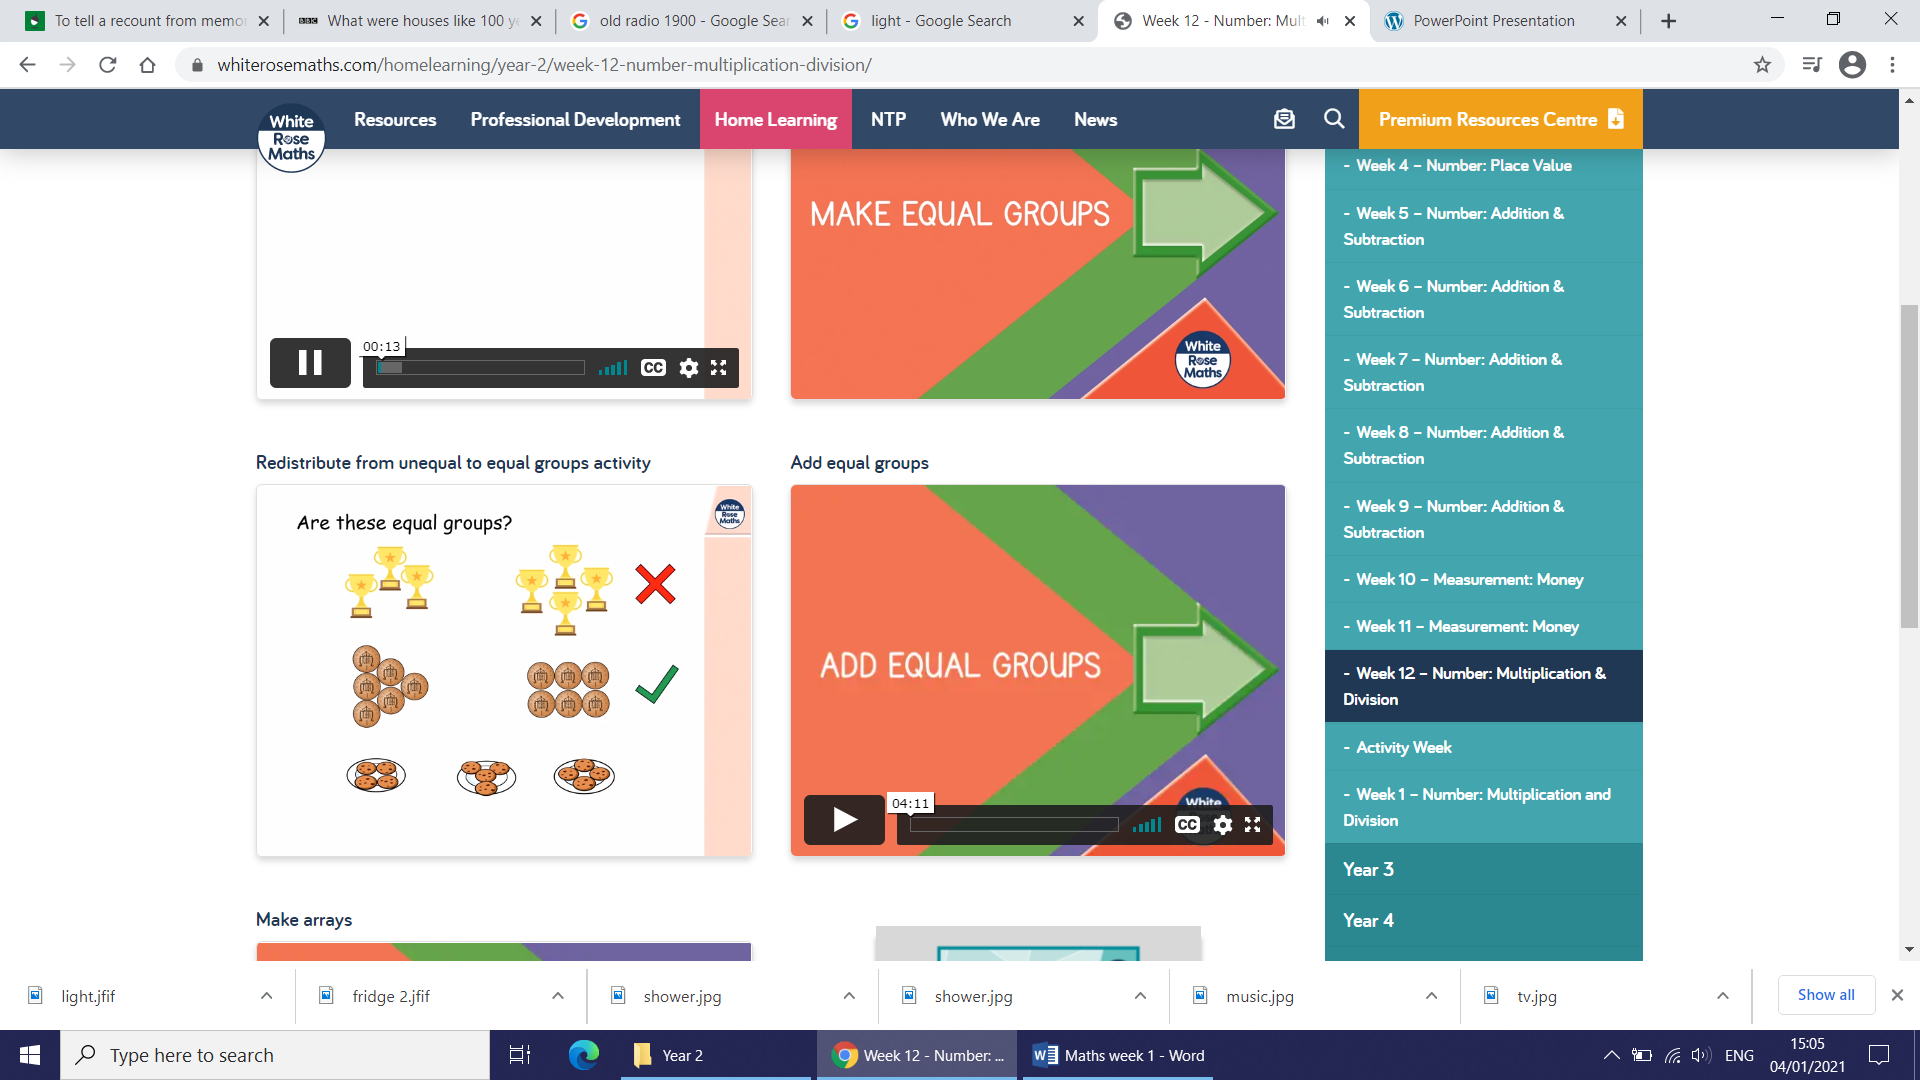 To tell a recount from memo
BBC What were houses like 100 ye
old radio 1900 - Google Sear
light - Google Search
Week 12 - Number: Mult
PowerPoint Presentation
whiterosemaths.com/homelearning/year-2/week-12-number-multiplication-division/
White
Rose
Maths
Resources
Professional Development
Home Learning
NTP
Who We Are
News
Premium Resources Centre
MAKE EQUAL GROUPS
White
Rose
Maths
00:13
CC
- Week 4 – Number: Place Value
- Week 5 – Number: Addition &
Subtraction
- Week 6 – Number: Addition &
Subtraction
- Week 7 – Number: Addition &
Subtraction
- Week 8 – Number: Addition &
Subtraction
- Week 9 – Number: Addition &
Subtraction
- Week 10 – Measurement: Money
- Week 11 – Measurement: Money
- Week 12 – Number: Multiplication &
Division
- Activity Week
- Week 1 – Number: Multiplication and
Division
Year 3
Year 4
Redistribute from unequal to equal groups activity
Are these equal groups?
White
Rose
Maths
Add equal groups
ADD EQUAL GROUPS
White
04:11
CC
Make arrays
light.jfif
fridge 2.jfif
shower.jpg
shower.jpg
music.jpg
tv.jpg
Show all
Type here to search
Year 2
Week 12 - Number: ...
Maths week 1 - Word
ENG
15:05
04/01/2021